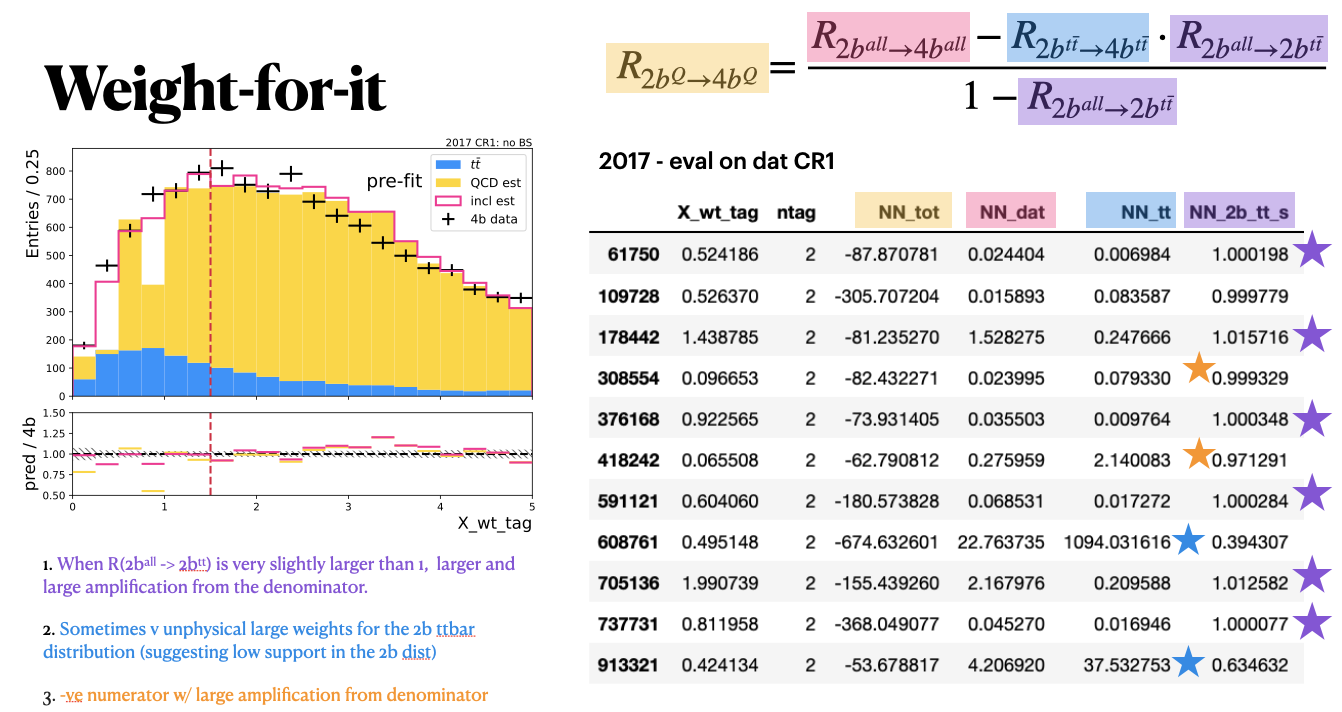 Weight-for-it
R_{2b^Q→4b^Q} = (R_{2b^{all}→4b^{all}} − R_{2b^{tt̄}→4b^{tt̄}} · R_{2b^{all}→2b^{tt̄}}) / (1 − R_{2b^{all}→2b^{tt̄}})
2017 CR1: no BS
pre-fit
tt̄
QCD est
incl est
4b data
Entries / 0.25
800
700
600
500
400
300
200
100
0
pred / 4b
1.50
1.25
1.00
0.75
0.50
0 1 2 3 4 5
X_wt_tag
1. When R(2b^all -> 2b^tt) is very slightly larger than 1, larger and
large amplification from the denominator.
2. Sometimes v unphysical large weights for the 2b ttbar
distribution (suggesting low support in the 2b dist)
3. -ve numerator w/ large amplification from denominator
2017 - eval on dat CR1
X_wt_tag ntag NN_tot NN_dat NN_tt NN_2b_tt_s
61750 0.524186 2 -87.870781 0.024404 0.006984 1.000198
109728 0.526370 2 -305.707204 0.015893 0.083587 0.999779
178442 1.438785 2 -81.235270 1.528275 0.247666 1.015716
308554 0.096653 2 -82.432271 0.023995 0.079330 0.999329
376168 0.922565 2 -73.931405 0.035503 0.009764 1.000348
418242 0.065508 2 -62.790812 0.275959 2.140083 0.971291
591121 0.604060 2 -180.573828 0.068531 0.017272 1.000284
608761 0.495148 2 -674.632601 22.763735 1094.031616 0.394307
705136 1.990739 2 -155.439260 2.167976 0.209588 1.012582
737731 0.811958 2 -368.049077 0.045270 0.016946 1.000077
913321 0.424134 2 -53.678817 4.206920 37.532753 0.634632